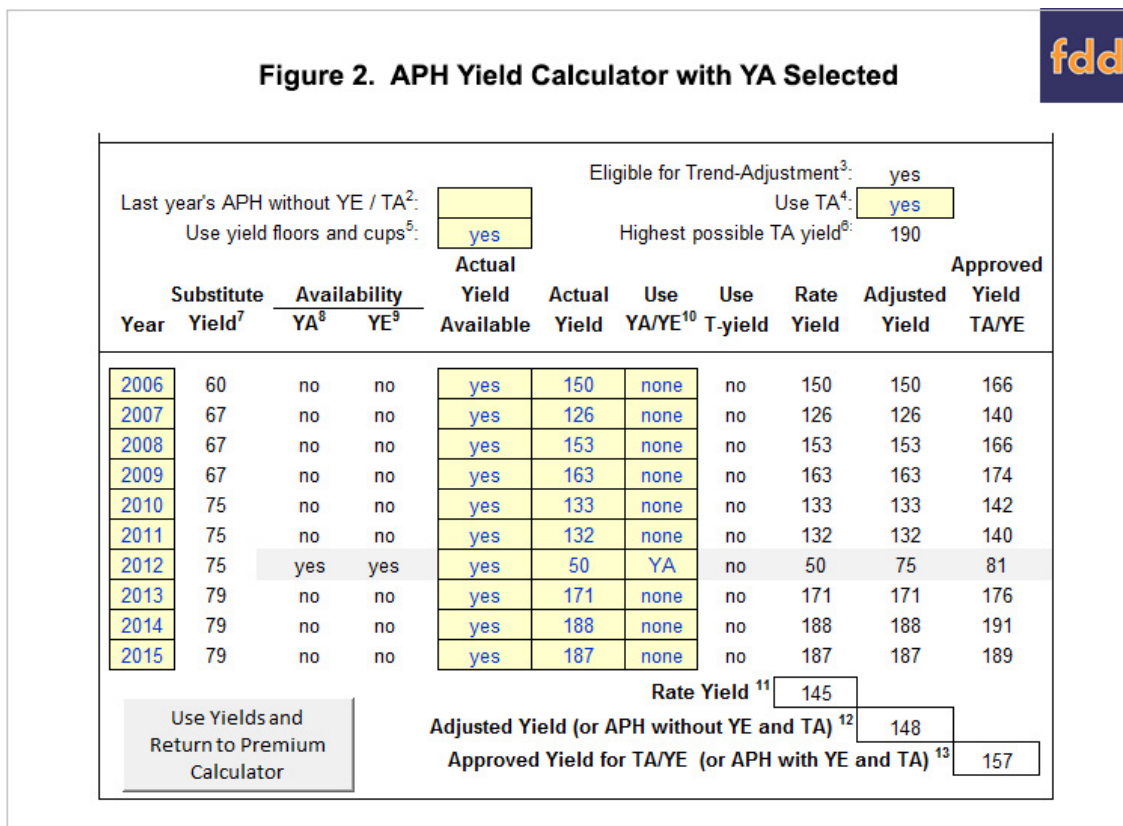 fdd
Figure 2. APH Yield Calculator with YA Selected
Eligible for Trend-Adjustment³: yes
Last year's APH without YE / TA²: Use TA⁴: yes
Use yield floors and cups⁵: yes Highest possible TA yield⁶: 190
Actual Approved
Substitute Availability Yield Actual Use Use Rate Adjusted Yield
Year Yield⁷ YA⁸ YE⁹ Available Yield YA/YE¹⁰ T-yield Yield Yield TA/YE
2006 60 no no yes 150 none no 150 150 166
2007 67 no no yes 126 none no 126 126 140
2008 67 no no yes 153 none no 153 153 166
2009 67 no no yes 163 none no 163 163 174
2010 75 no no yes 133 none no 133 133 142
2011 75 no no yes 132 none no 132 132 140
2012 75 yes yes yes 50 YA no 50 75 81
2013 79 no no yes 171 none no 171 171 176
2014 79 no no yes 188 none no 188 188 191
2015 79 no no yes 187 none no 187 187 189
Rate Yield ¹¹ 145
Adjusted Yield (or APH without YE and TA) ¹² 148
Approved Yield for TA/YE (or APH with YE and TA) ¹³ 157
Use Yields and
Return to Premium
Calculator